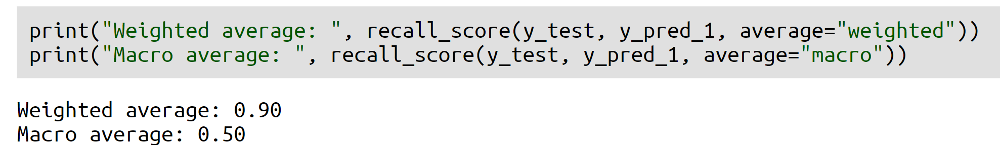 print("Weighted average: ", recall_score(y_test, y_pred_1, average="weighted"))
print("Macro average: ", recall_score(y_test, y_pred_1, average="macro"))
Weighted average: 0.90
Macro average: 0.50